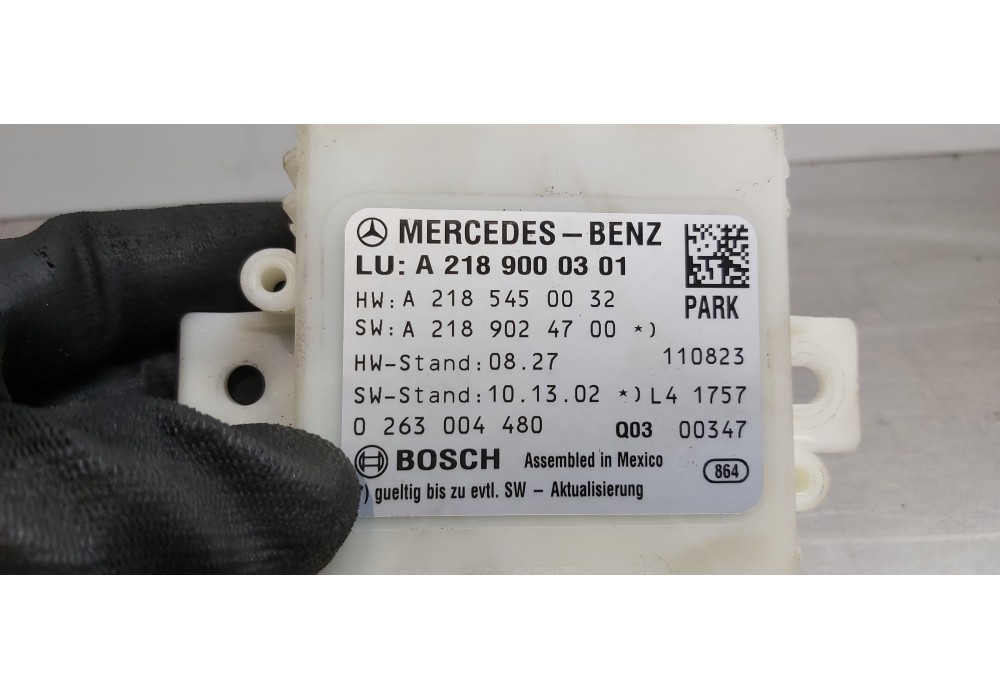 MERCEDES-BENZ
LU: A 218 900 03 01
HW: A 218 545 00 32
PARK
SW: A 218 902 47 00 *)
HW-Stand: 08.27 110823
SW-Stand: 10.13.02 *) L4 1757
0 263 004 480 Q03 00347
BOSCH Assembled in Mexico 864
*) gueltig bis zu evtl. SW - Aktualisierung